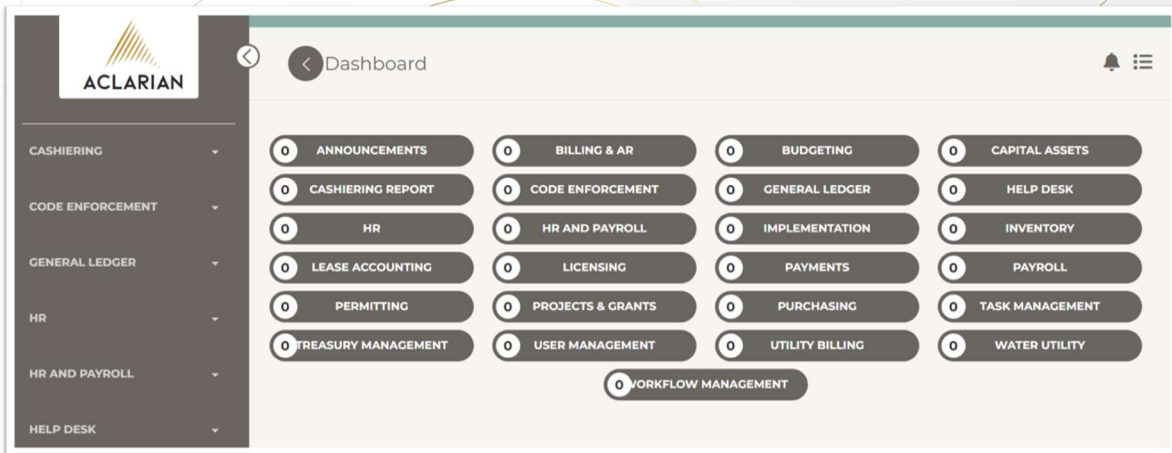 ACLARIAN
CASHIERING
CODE ENFORCEMENT
GENERAL LEDGER
HR
HR AND PAYROLL
HELP DESK
Dashboard
0 ANNOUNCEMENTS
0 BILLING & AR
0 BUDGETING
0 CAPITAL ASSETS
0 CASHIERING REPORT
0 CODE ENFORCEMENT
0 GENERAL LEDGER
0 HELP DESK
0 HR
0 HR AND PAYROLL
0 IMPLEMENTATION
0 INVENTORY
0 LEASE ACCOUNTING
0 LICENSING
0 PAYMENTS
0 PAYROLL
0 PERMITTING
0 PROJECTS & GRANTS
0 PURCHASING
0 TASK MANAGEMENT
0 TREASURY MANAGEMENT
0 USER MANAGEMENT
0 UTILITY BILLING
0 WATER UTILITY
0 WORKFLOW MANAGEMENT